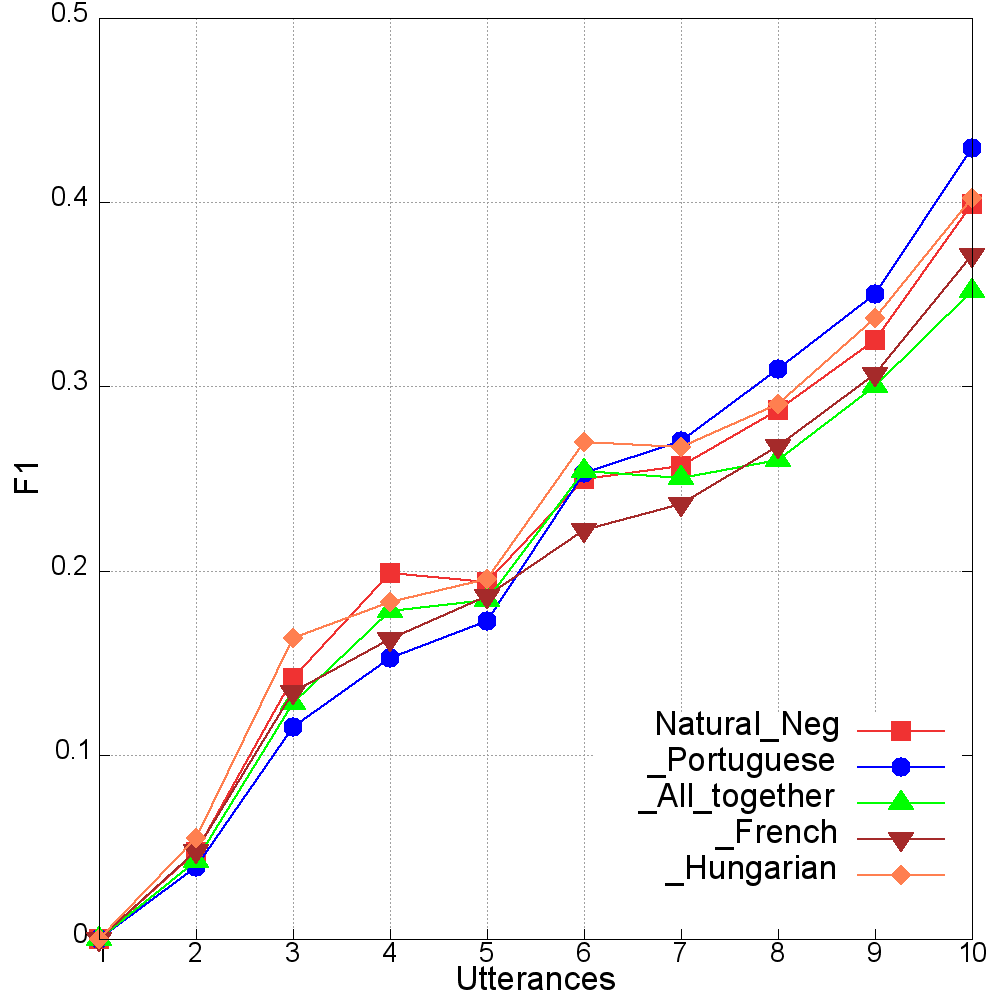 0.5
0.4
0.3
0.2
0.1
0
F1
Natural_Neg
_Portuguese
_All_together
_French
_Hungarian
1 2 3 4 5 6 7 8 9 10
Utterances